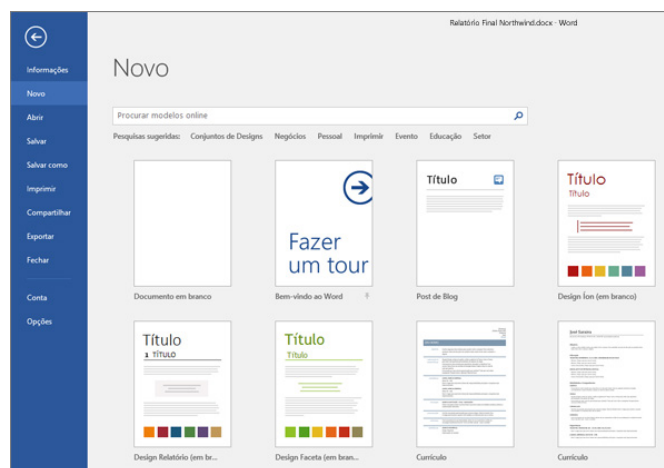 Relatório Final Northwind.docx - Word
Informações
Novo
Abrir
Salvar
Salvar como
Imprimir
Compartilhar
Exportar
Fechar
Conta
Opções
Novo
Procurar modelos online
Pesquisas sugeridas: Conjuntos de Designs Negócios Pessoal Imprimir Evento Educação Setor
Fazer
um tour
Título
Título
Título
Documento em branco
Bem-vindo ao Word
Post de Blog
Design Íon (em branco)
Título
1 TÍTULO
Título
Título
Design Relatório (em br...
Design Faceta (em bran...
Currículo
Currículo